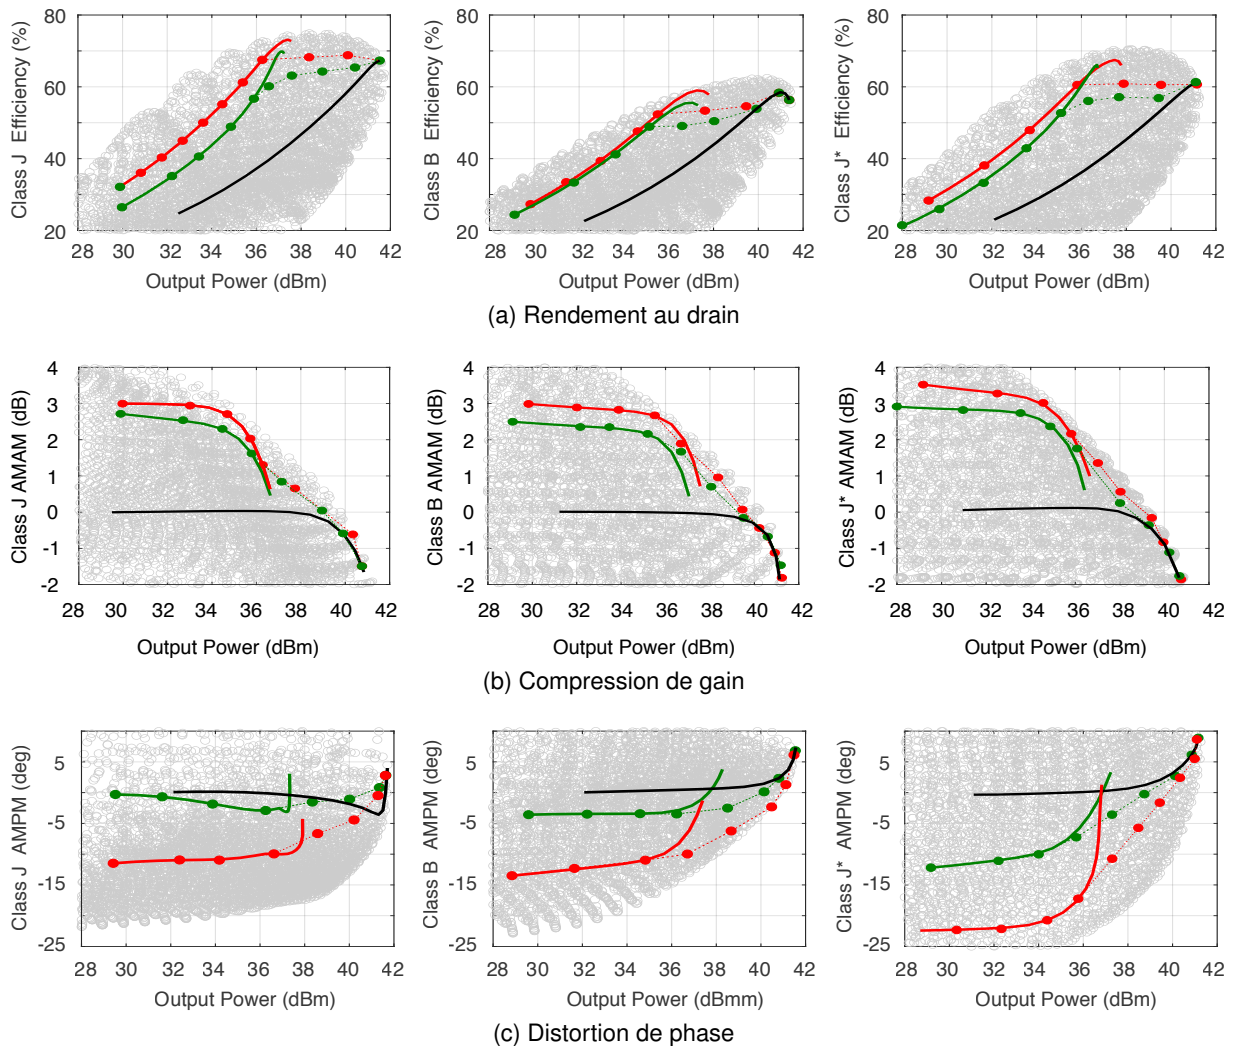 Class J Efficiency (%)
80
60
40
20
28 30 32 34 36 38 40 42
Output Power (dBm)
Class B Efficiency (%)
80
60
40
20
28 30 32 34 36 38 40 42
Output Power (dBm)
Class J* Efficiency (%)
80
60
40
20
28 30 32 34 36 38 40 42
Output Power (dBm)
(a) Rendement au drain
Class J AMAM (dB)
4
3
2
1
0
-1
-2
28 30 32 34 36 38 40 42
Output Power (dBm)
Class B AMAM (dB)
4
3
2
1
0
-1
-2
28 30 32 34 36 38 40 42
Output Power (dBm)
Class J* AMAM (dB)
4
3
2
1
0
-1
-2
28 30 32 34 36 38 40 42
Output Power (dBm)
(b) Compression de gain
Class J AMPM (deg)
5
-5
-15
-25
28 30 32 34 36 38 40 42
Output Power (dBm)
Class B AMPM (deg)
5
-5
-15
-25
28 30 32 34 36 38 40 42
Output Power (dBmm)
Class J* AMPM (deg)
5
-5
-15
-25
28 30 32 34 36 38 40 42
Output Power (dBm)
(c) Distortion de phase